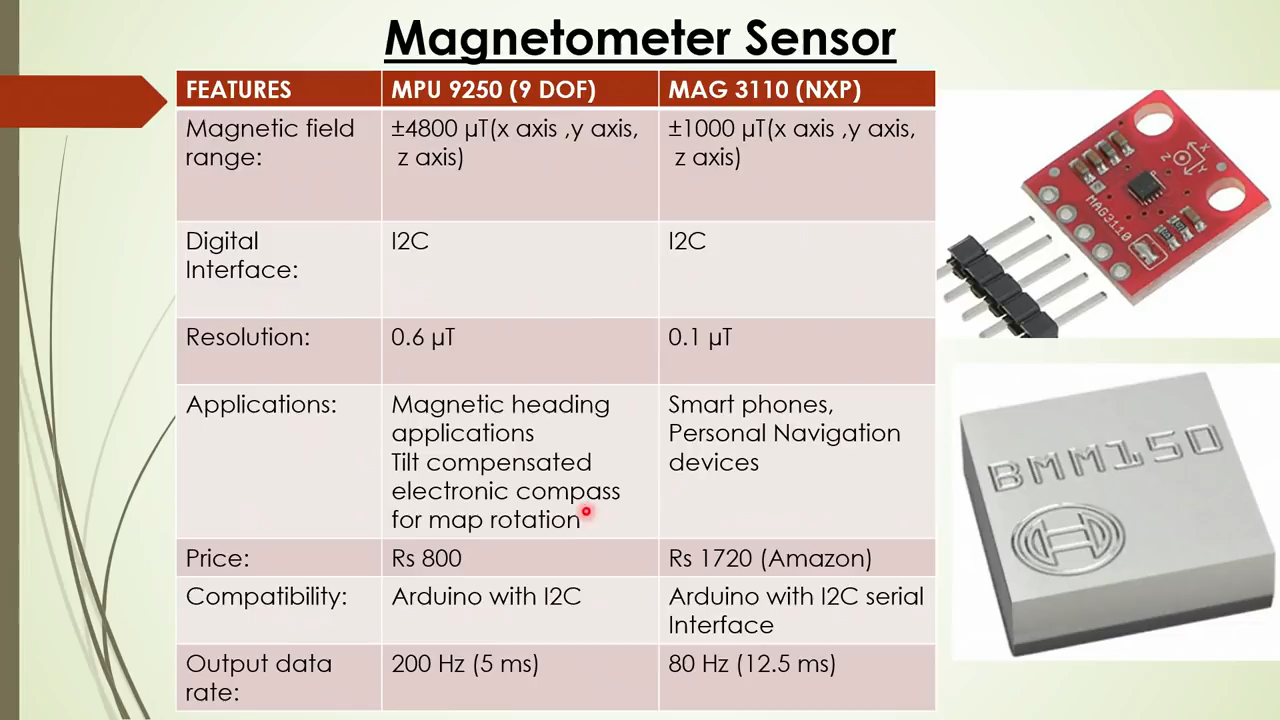 Magnetometer Sensor
FEATURES
MPU 9250 (9 DOF)
MAG 3110 (NXP)
Magnetic field
range:
±4800 µT(x axis ,y axis,
z axis)
±1000 µT(x axis ,y axis,
z axis)
Digital
Interface:
I2C
I2C
Resolution:
0.6 µT
0.1 µT
Applications:
Magnetic heading
applications
Tilt compensated
electronic compass
for map rotation
Smart phones,
Personal Navigation
devices
Price:
Rs 800
Rs 1720 (Amazon)
Compatibility:
Arduino with I2C
Arduino with I2C serial
Interface
Output data
rate:
200 Hz (5 ms)
80 Hz (12.5 ms)
X
Y
Z
MAG3110
BMM150